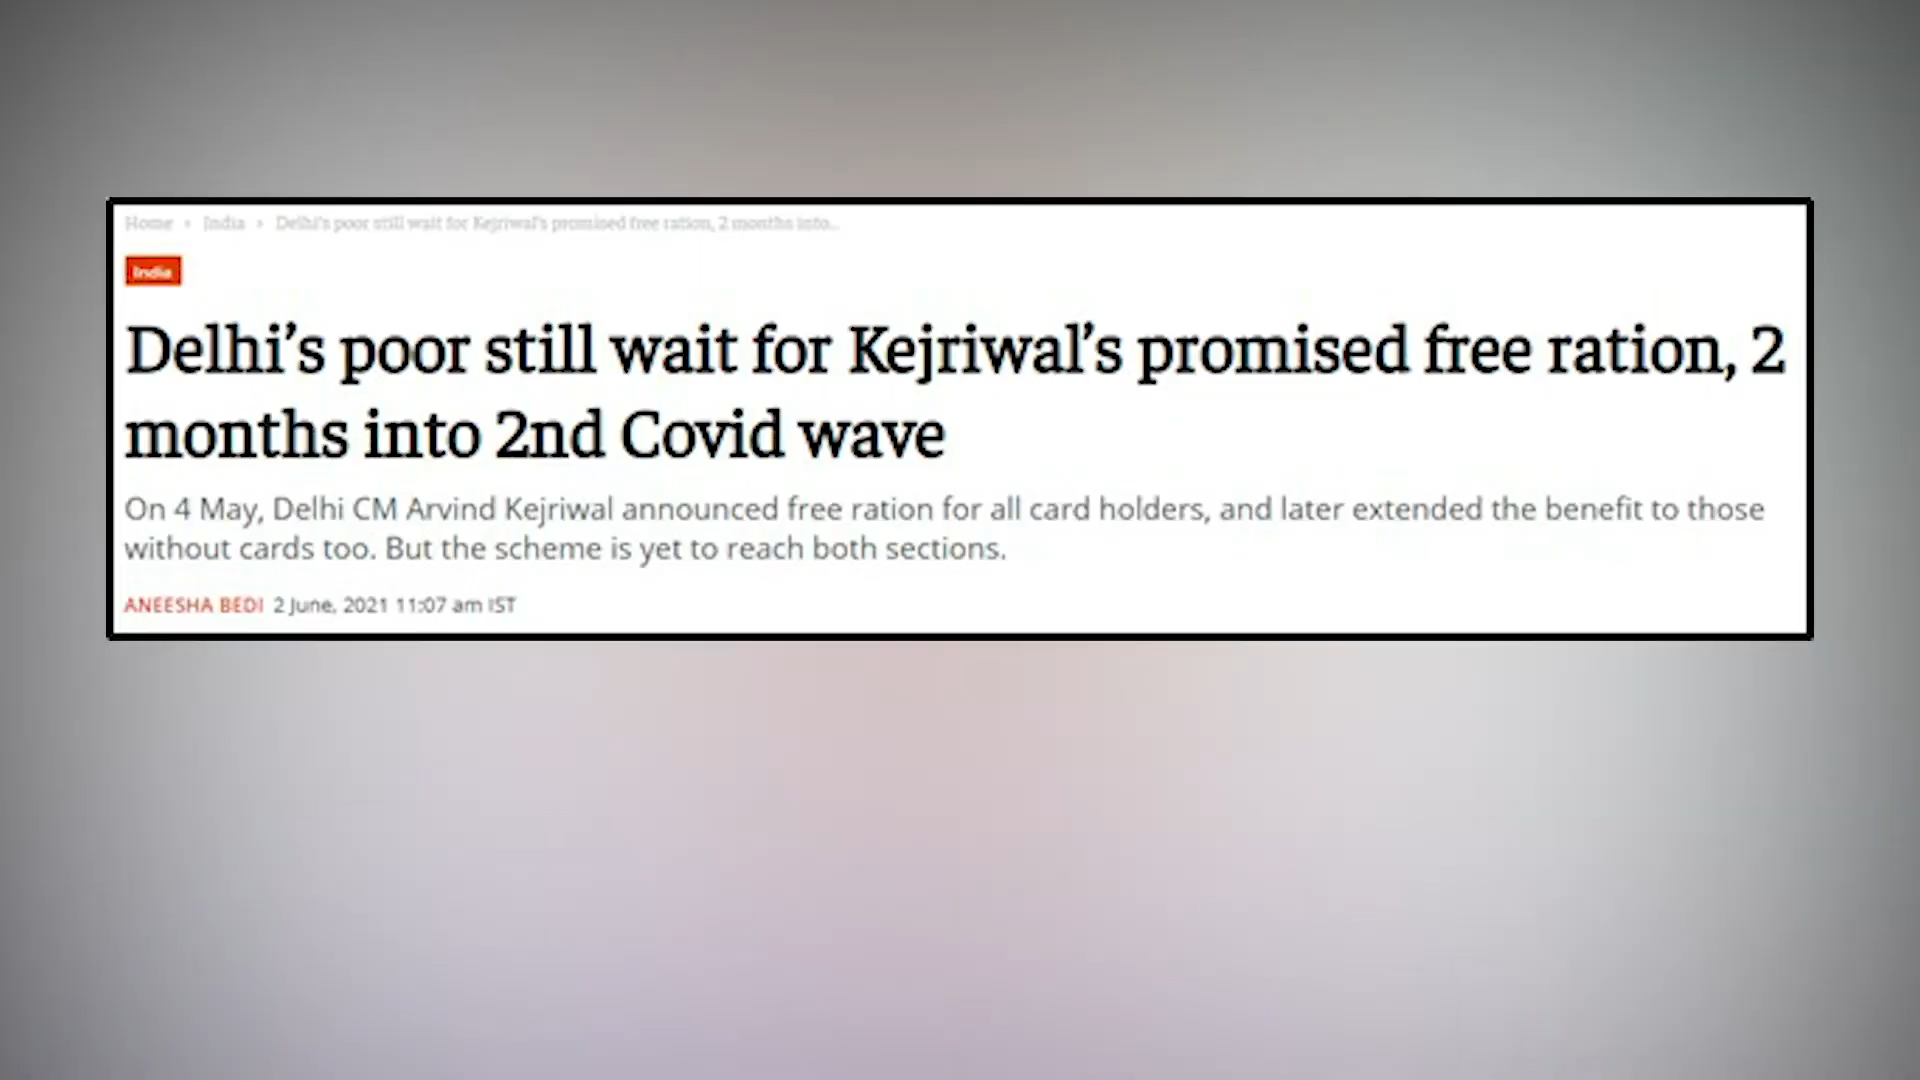 Home › India › Delhi's poor still wait for Kejriwal's promised free ration, 2 months into...
India
Delhi’s poor still wait for Kejriwal’s promised free ration, 2
months into 2nd Covid wave
On 4 May, Delhi CM Arvind Kejriwal announced free ration for all card holders, and later extended the benefit to those
without cards too. But the scheme is yet to reach both sections.
ANEESHA BEDI 2 June, 2021 11:07 am IST